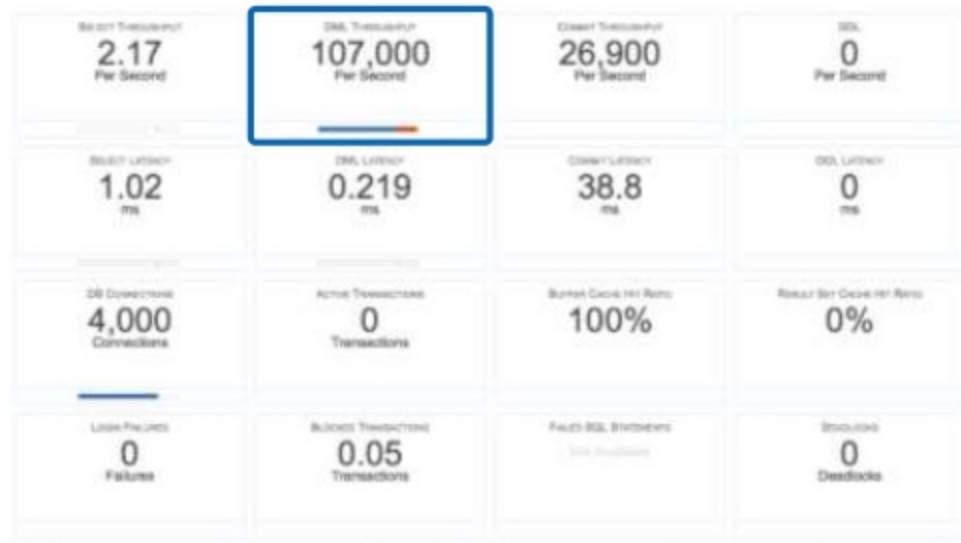 SELECT THROUGHPUT
2.17
Per Second
DML THROUGHPUT
107,000
Per Second
COMMIT THROUGHPUT
26,900
Per Second
DDL
0
Per Second
SELECT LATENCY
1.02
ms
DML LATENCY
0.219
ms
COMMIT LATENCY
38.8
ms
DDL LATENCY
0
ms
DB CONNECTIONS
4,000
Connections
ACTIVE TRANSACTIONS
0
Transactions
BUFFER CACHE HIT RATIO
100%
RESULT SET CACHE HIT RATIO
0%
LOGIN FAILURES
0
Failures
BLOCKED TRANSACTIONS
0.05
Transactions
FAILED SQL STATEMENTS
DEADLOCKS
0
Deadlocks